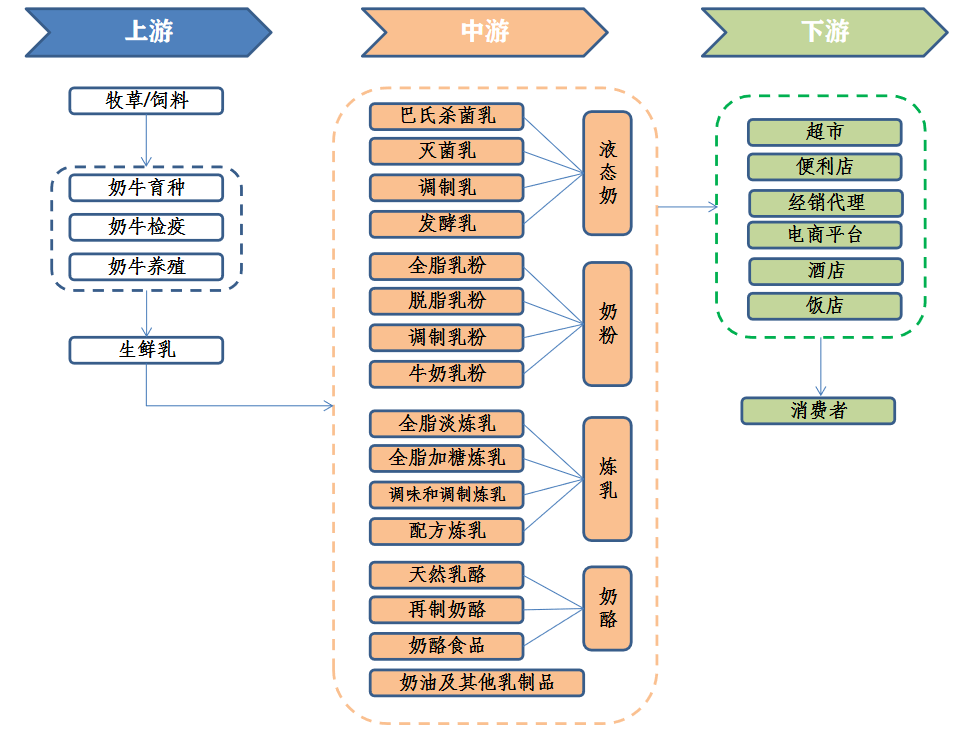 上游
中游
下游
牧草/饲料
奶牛育种
奶牛检疫
奶牛养殖
生鲜乳
巴氏杀菌乳
灭菌乳
调制乳
发酵乳
液态奶
全脂乳粉
脱脂乳粉
调制乳粉
牛奶乳粉
奶粉
全脂淡炼乳
全脂加糖炼乳
调味和调制炼乳
配方炼乳
炼乳
天然乳酪
再制奶酪
奶酪食品
奶酪
奶油及其他乳制品
超市
便利店
经销代理
电商平台
酒店
饭店
消费者